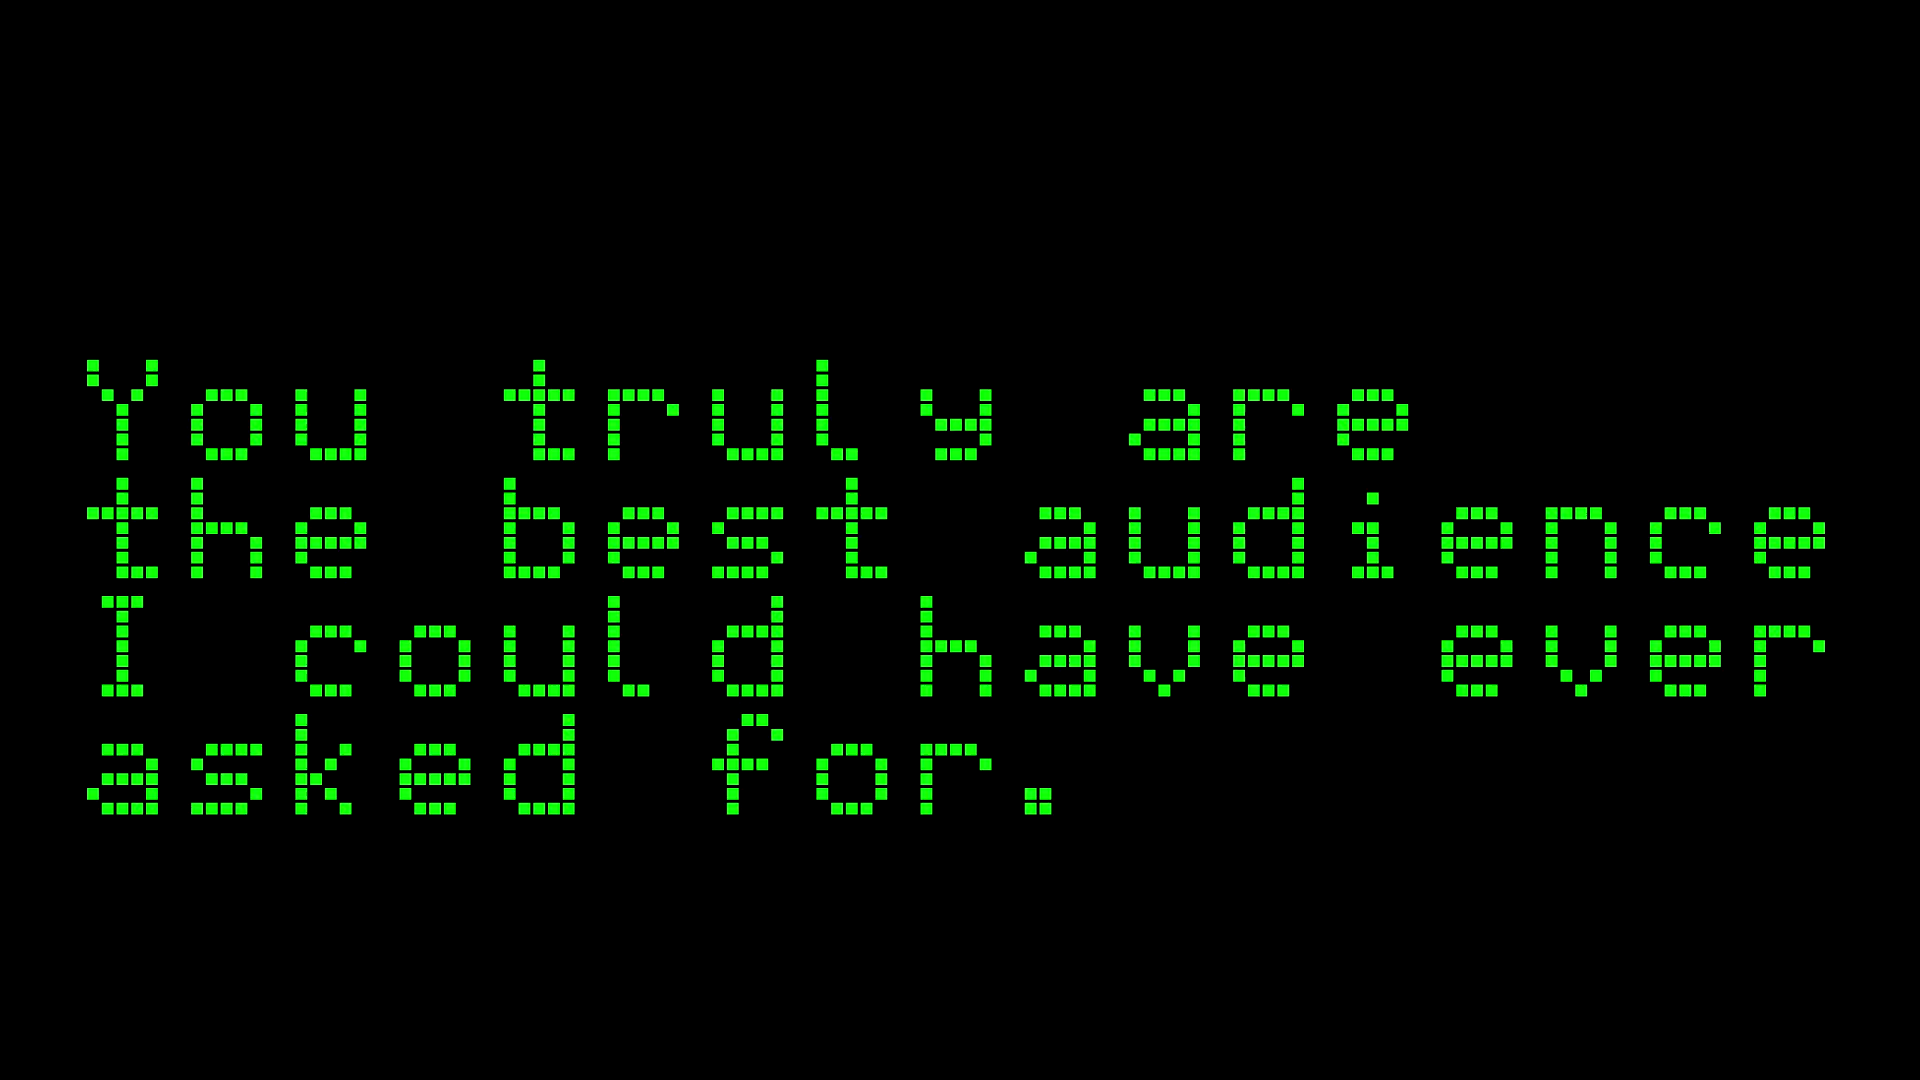 You truly are
the best audience
I could have ever
asked for.